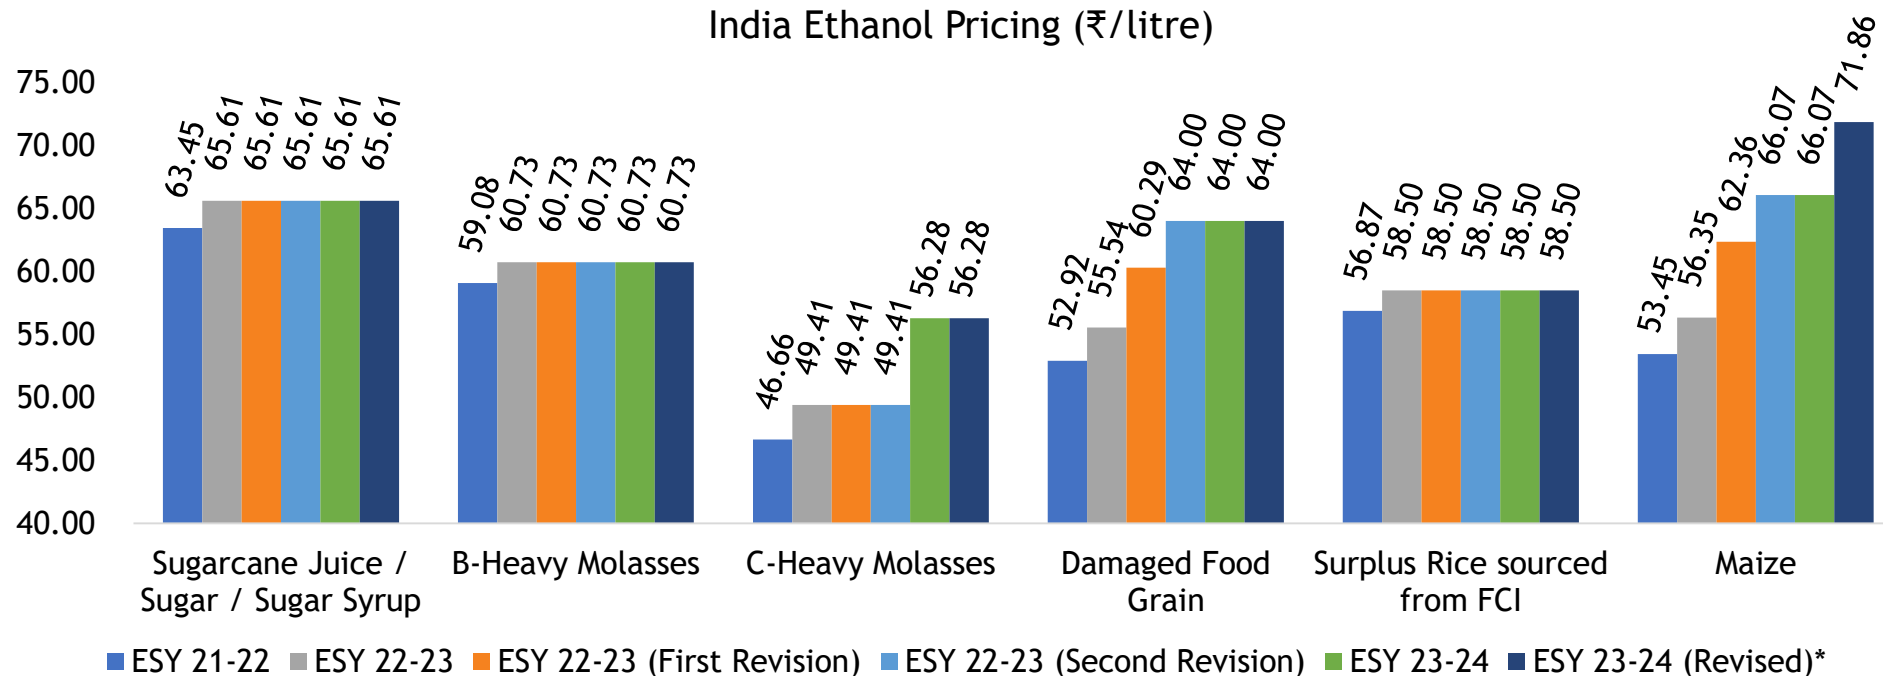 India Ethanol Pricing (₹/litre)
75.00
70.00
65.00
60.00
55.00
50.00
45.00
40.00
63.45
65.61
65.61
65.61
65.61
65.61
59.08
60.73
60.73
60.73
60.73
60.73
46.66
49.41
49.41
49.41
56.28
56.28
52.92
55.54
60.29
64.00
64.00
64.00
56.87
58.50
58.50
58.50
58.50
58.50
53.45
56.35
62.36
66.07
66.07
71.86
Sugarcane Juice /
Sugar / Sugar Syrup
B-Heavy Molasses
C-Heavy Molasses
Damaged Food
Grain
Surplus Rice sourced
from FCI
Maize
ESY 21-22
ESY 22-23
ESY 22-23 (First Revision)
ESY 22-23 (Second Revision)
ESY 23-24
ESY 23-24 (Revised)*